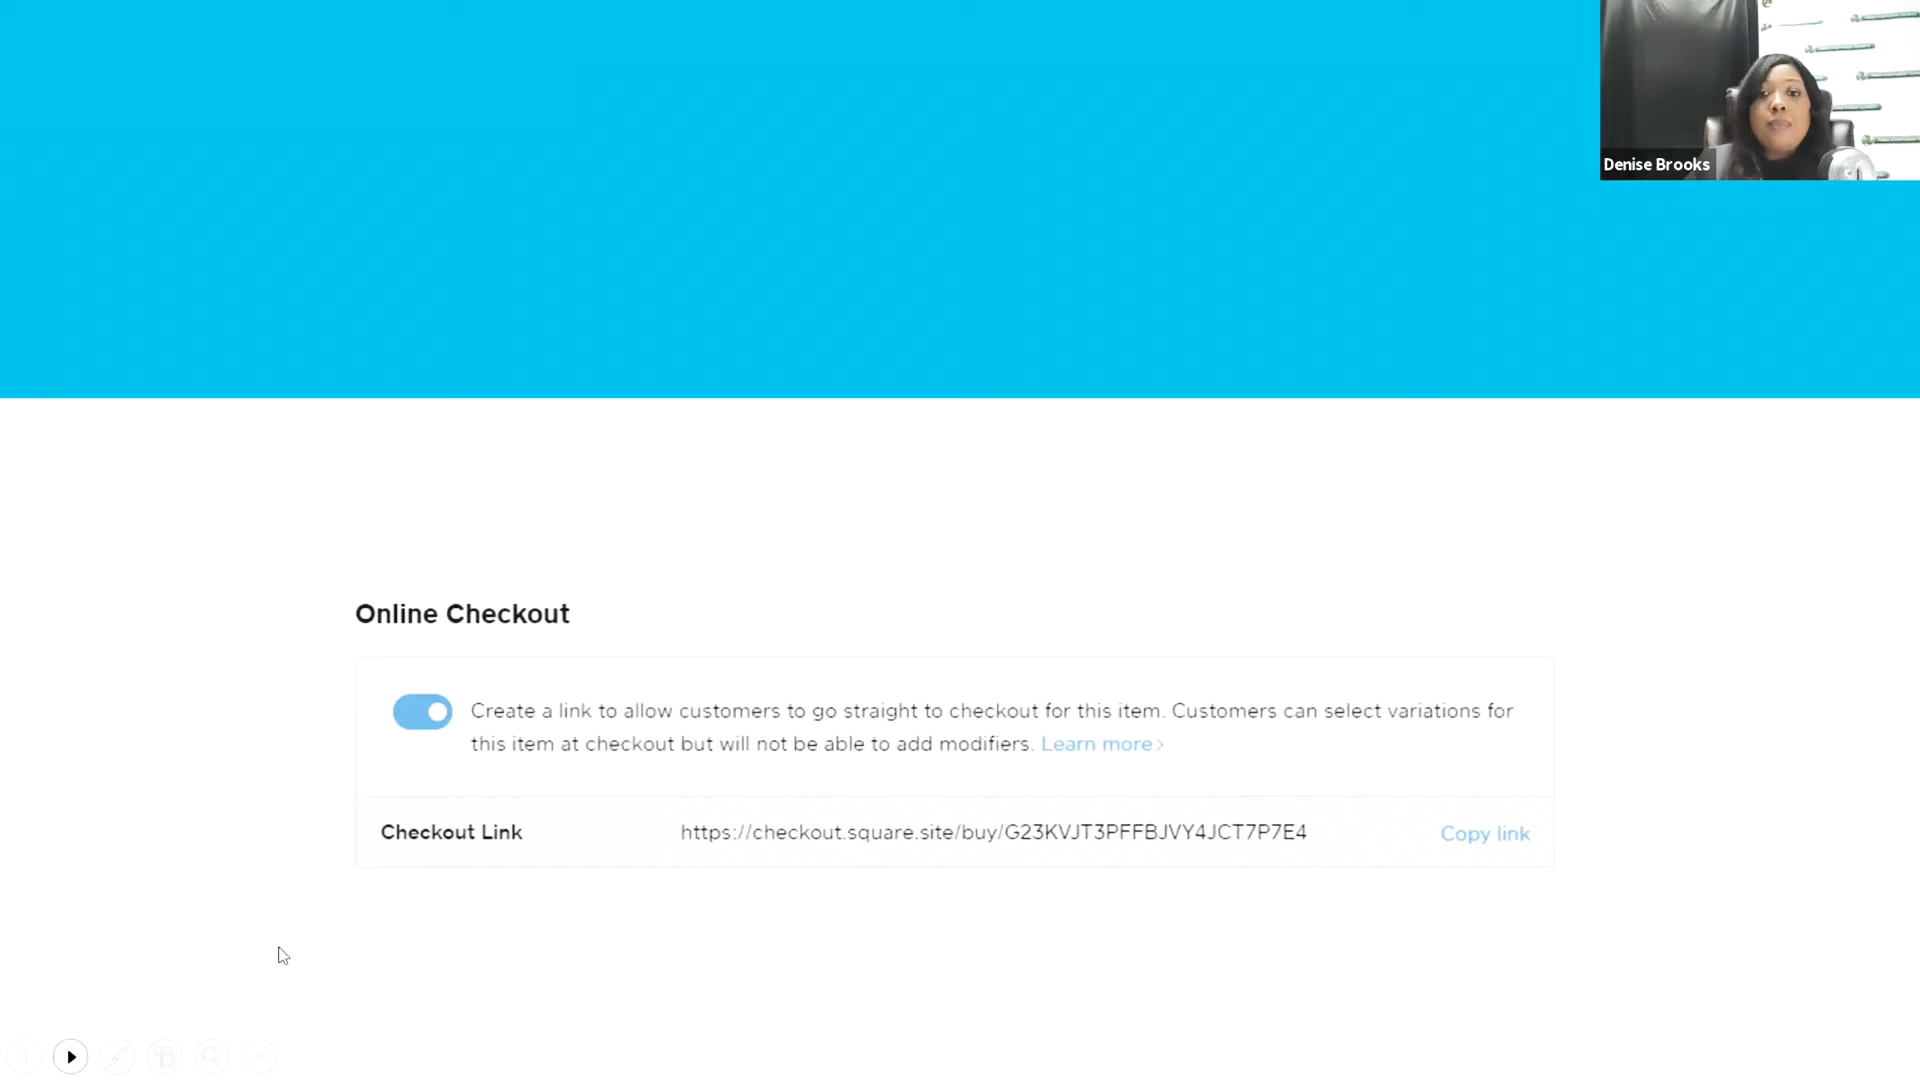 Denise Brooks
Online Checkout
Create a link to allow customers to go straight to checkout for this item. Customers can select variations for
this item at checkout but will not be able to add modifiers. Learn more
Checkout Link https://checkout.square.site/buy/G23KVJT3PFFBJVY4JCT7P7E4 Copy link